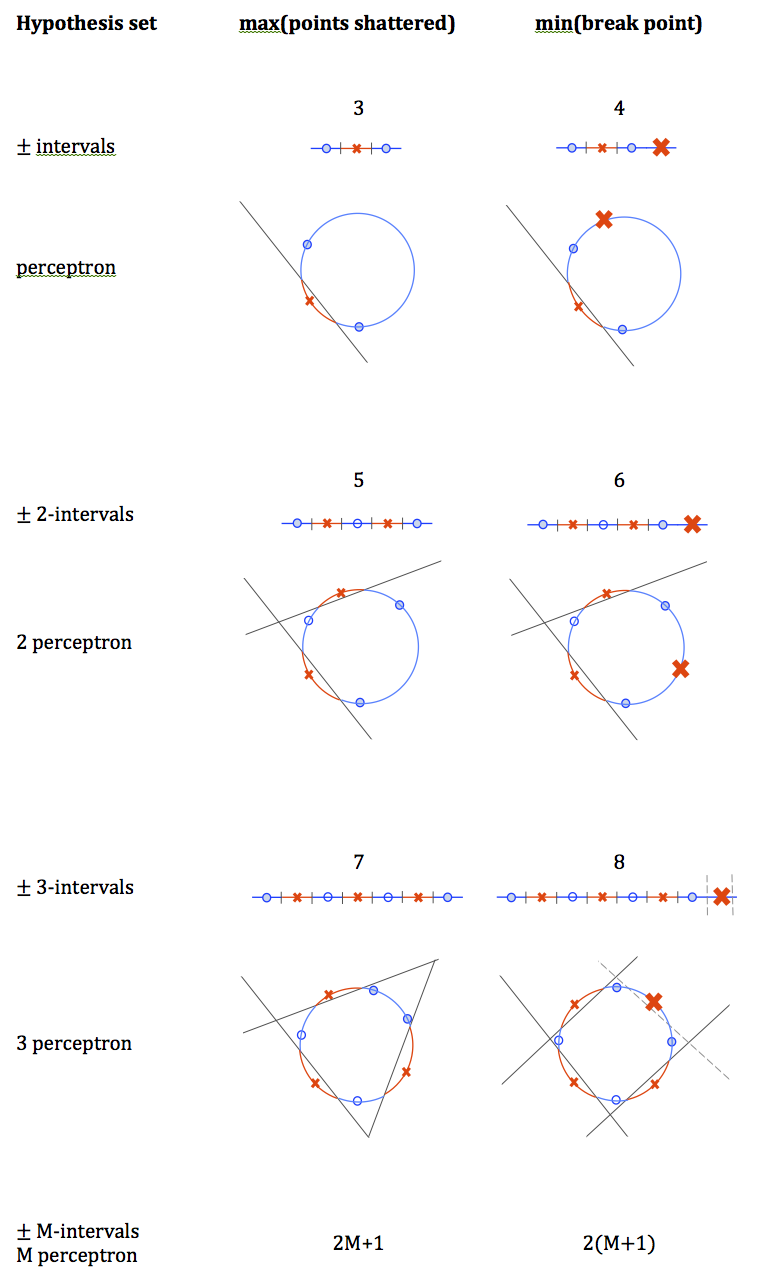 Hypothesis set max(points shattered) min(break point)
3 4
± intervals
perceptron
5 6
± 2-intervals
2 perceptron
7 8
± 3-intervals
3 perceptron
± M-intervals
M perceptron 2M+1 2(M+1)